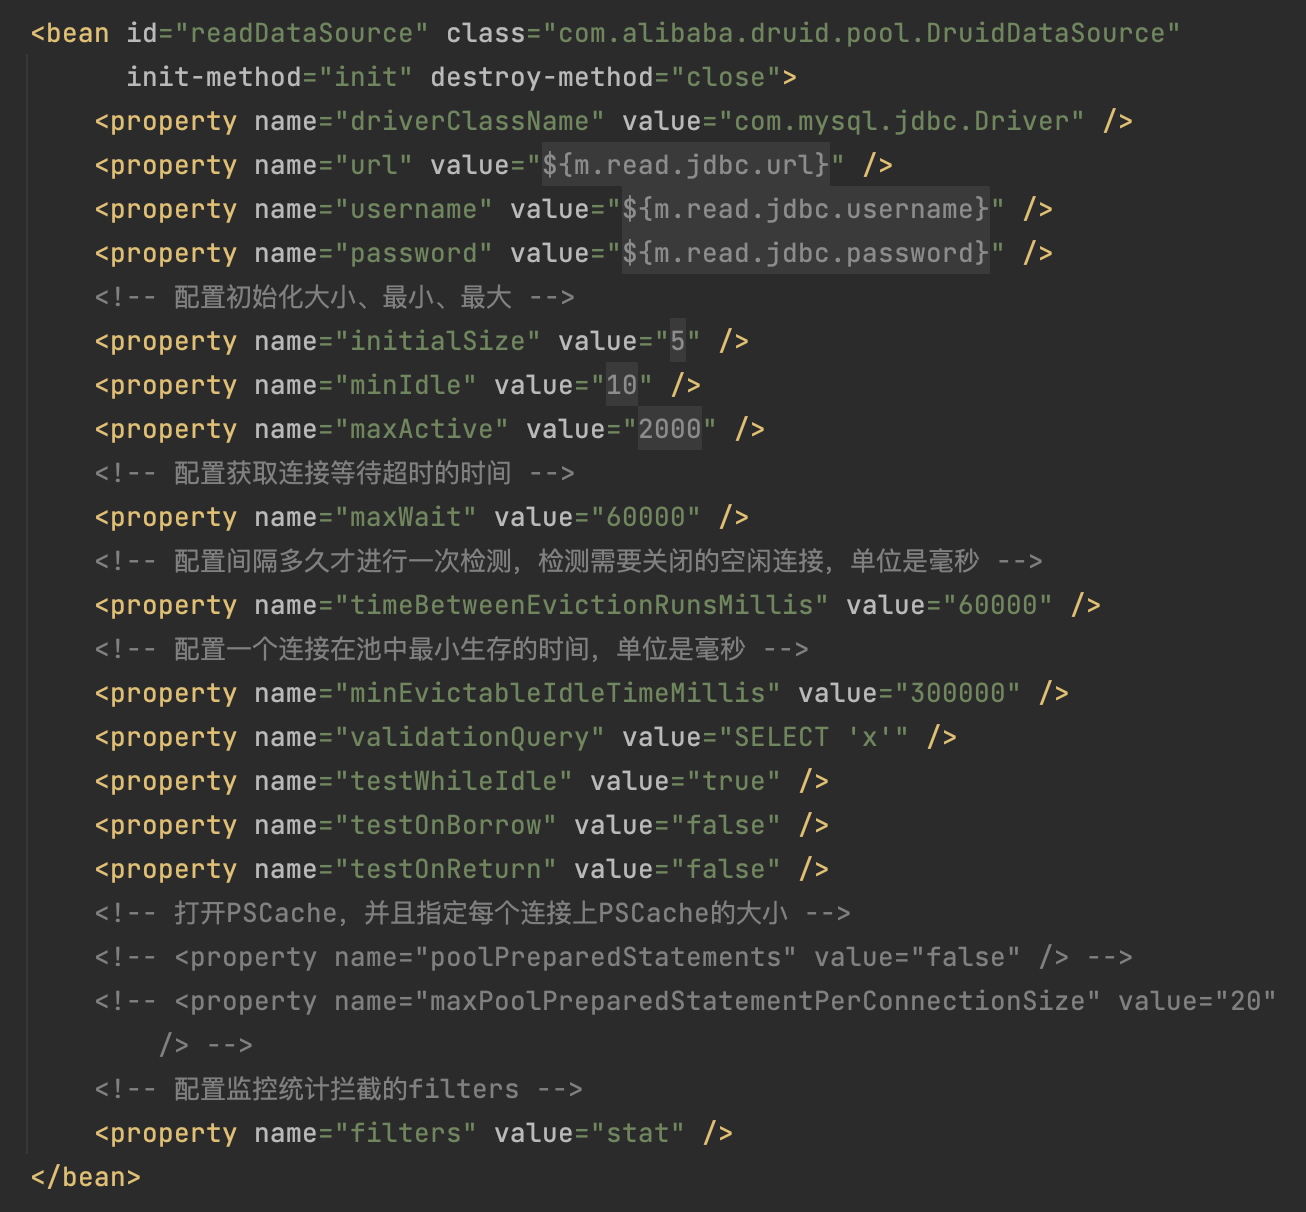 <bean id="readDataSource" class="com.alibaba.druid.pool.DruidDataSource"
init-method="init" destroy-method="close">
<property name="driverClassName" value="com.mysql.jdbc.Driver" />
<property name="url" value="${m.read.jdbc.url}" />
<property name="username" value="${m.read.jdbc.username}" />
<property name="password" value="${m.read.jdbc.password}" />
<!-- 配置初始化大小、最小、最大 -->
<property name="initialSize" value="5" />
<property name="minIdle" value="10" />
<property name="maxActive" value="2000" />
<!-- 配置获取连接等待超时的时间 -->
<property name="maxWait" value="60000" />
<!-- 配置间隔多久才进行一次检测，检测需要关闭的空闲连接，单位是毫秒 -->
<property name="timeBetweenEvictionRunsMillis" value="60000" />
<!-- 配置一个连接在池中最小生存的时间，单位是毫秒 -->
<property name="minEvictableIdleTimeMillis" value="300000" />
<property name="validationQuery" value="SELECT 'x'" />
<property name="testWhileIdle" value="true" />
<property name="testOnBorrow" value="false" />
<property name="testOnReturn" value="false" />
<!-- 打开PSCache，并且指定每个连接上PSCache的大小 -->
<!-- <property name="poolPreparedStatements" value="false" /> -->
<!-- <property name="maxPoolPreparedStatementPerConnectionSize" value="20"
/> -->
<!-- 配置监控统计拦截的filters -->
<property name="filters" value="stat" />
</bean>